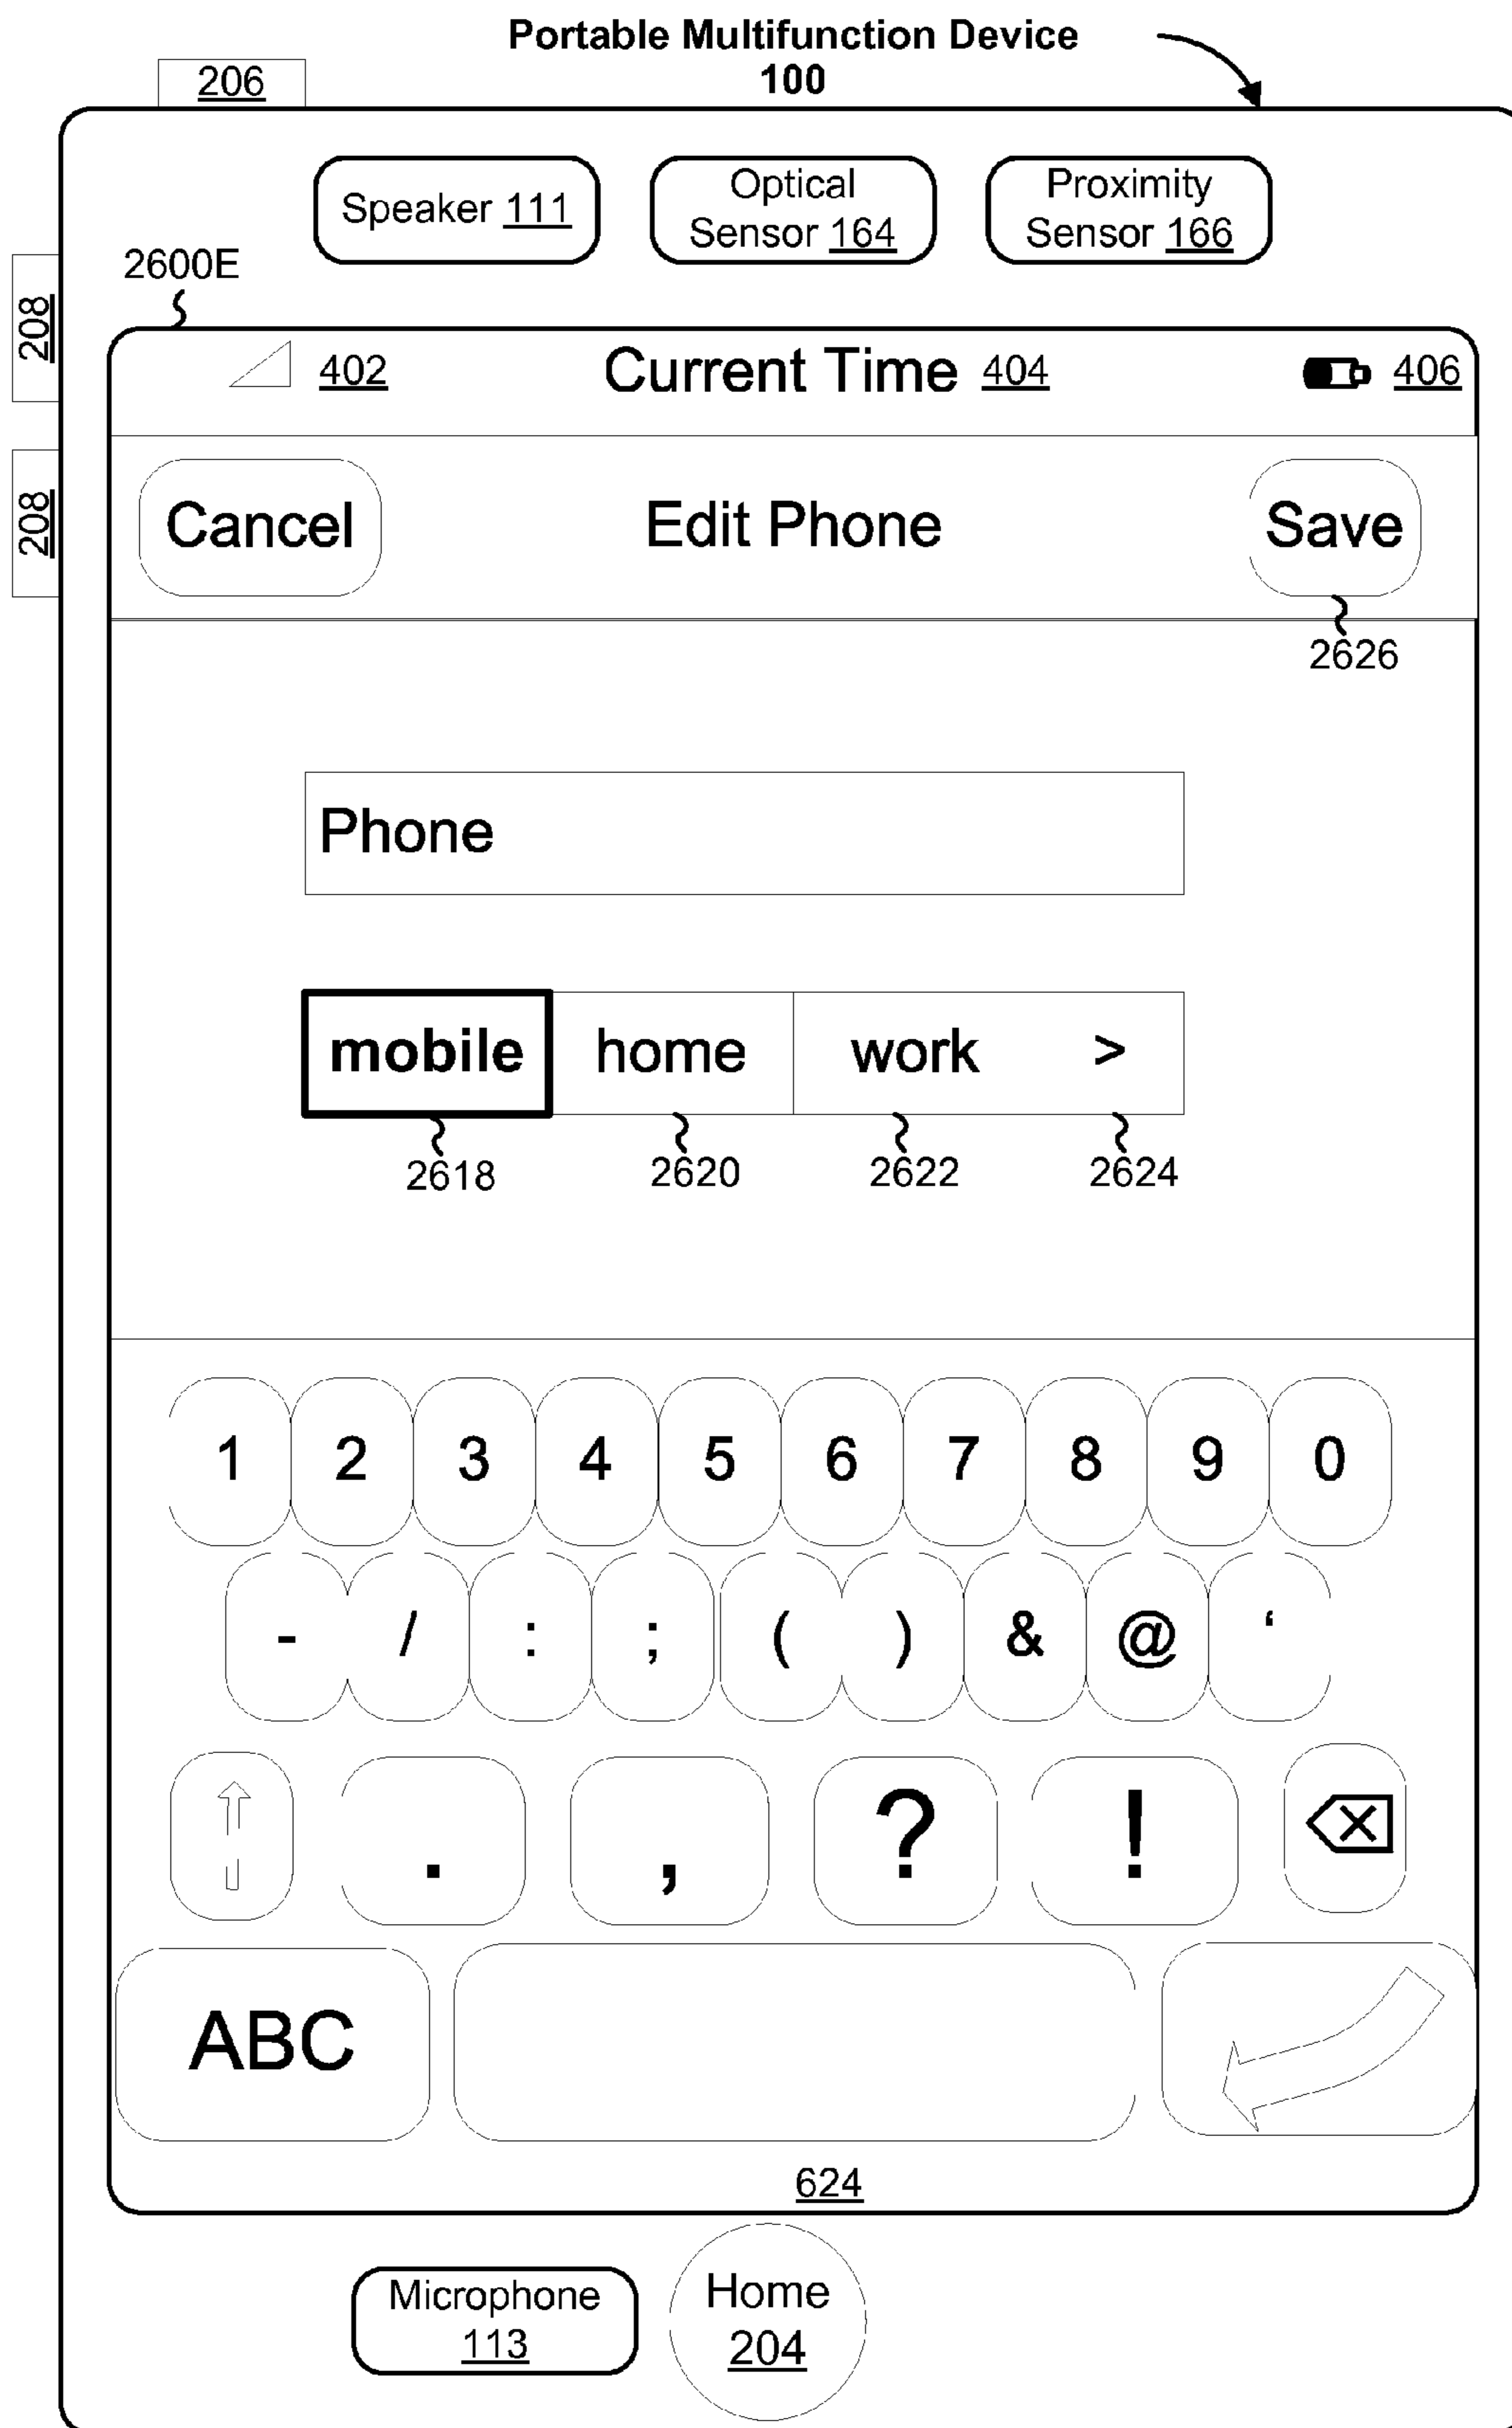 Portable Multifunction Device
100
206
Speaker 111
Optical
Sensor 164
Proximity
Sensor 166
2600E
208
208
402
Current Time 404
406
Cancel
Edit Phone
Save
2626
Phone
mobile
home
work
>
2618
2620
2622
2624
1 2 3 4 5 6 7 8 9 0
- / : ; ( ) & @ ‘
. , ? !
ABC
624
Microphone
113
Home
204